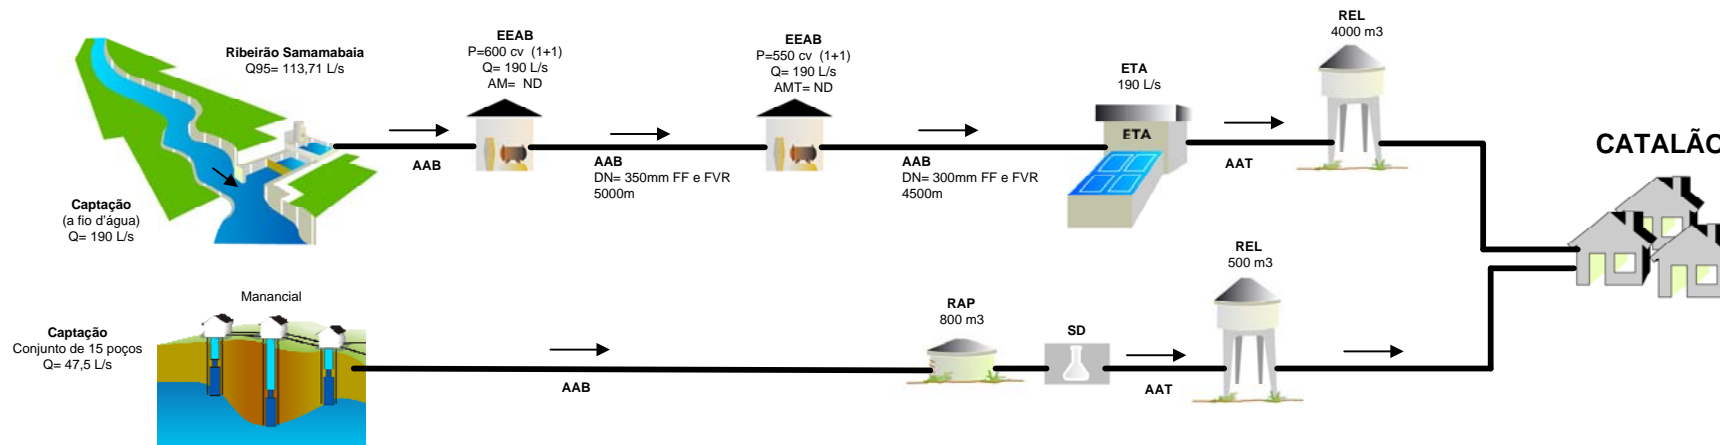 Ribeirão Samamabaia
Q95= 113,71 L/s
Captação
(a fio d'água)
Q= 190 L/s
AAB
EEAB
P=600 cv (1+1)
Q= 190 L/s
AM= ND
AAB
DN= 350mm FF e FVR
5000m
EEAB
P=550 cv (1+1)
Q= 190 L/s
AMT= ND
AAB
DN= 300mm FF e FVR
4500m
ETA
190 L/s
ETA
AAT
REL
4000 m3
CATALÃO
Manancial
Captação
Conjunto de 15 poços
Q= 47,5 L/s
AAB
RAP
800 m3
SD
AAT
REL
500 m3